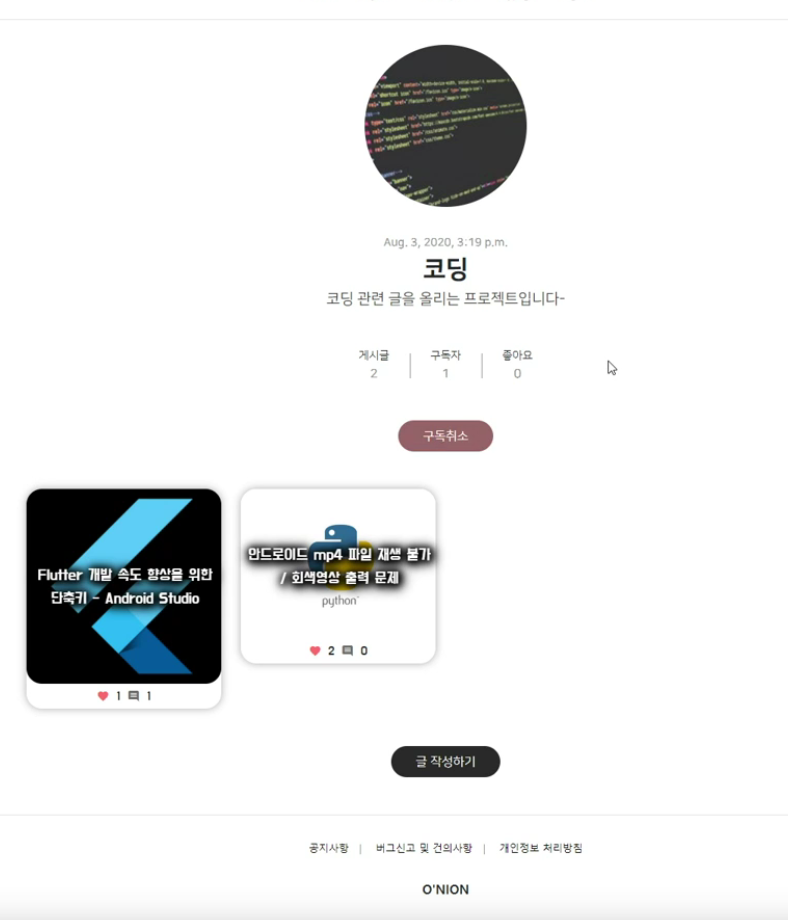 Aug. 3, 2020, 3:19 p.m.
코딩
코딩 관련 글을 올리는 프로젝트입니다-
게시글 구독자 좋아요
2 1 0
구독취소
Flutter 개발 속도 향상을 위한
단축키 - Android Studio
1 1
안드로이드 mp4 파일 재생 불가
/ 회색영상 출력 문제
python
2 0
글 작성하기
공지사항 | 버그신고 및 건의사항 | 개인정보 처리방침
O'NION